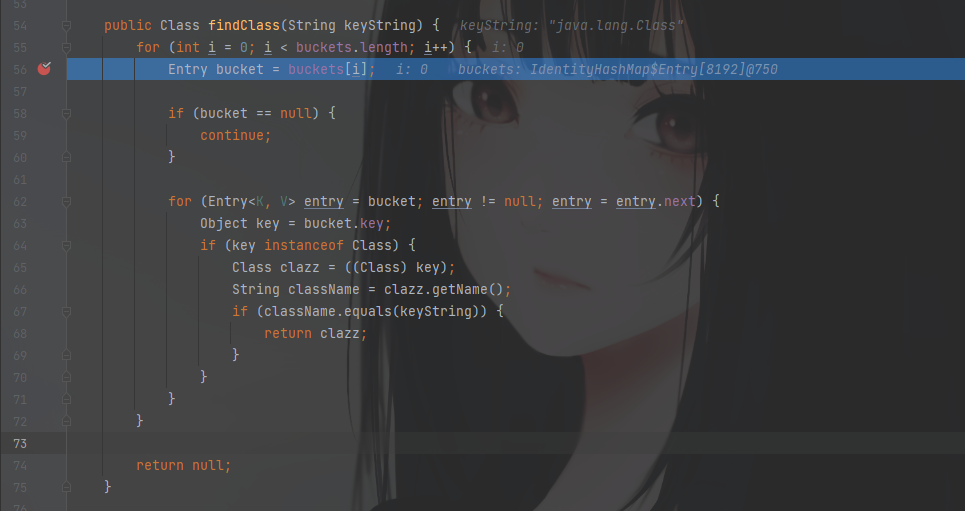 53
54 public Class findClass(String keyString) { keyString: "java.lang.Class"
55 for (int i = 0; i < buckets.length; i++) { i: 0
56 Entry bucket = buckets[i]; i: 0 buckets: IdentityHashMap$Entry[8192]@750
57
58 if (bucket == null) {
59 continue;
60 }
61
62 for (Entry<K, V> entry = bucket; entry != null; entry = entry.next) {
63 Object key = bucket.key;
64 if (key instanceof Class) {
65 Class clazz = ((Class) key);
66 String className = clazz.getName();
67 if (className.equals(keyString)) {
68 return clazz;
69 }
70 }
71 }
72 }
73
74 return null;
75 }
76